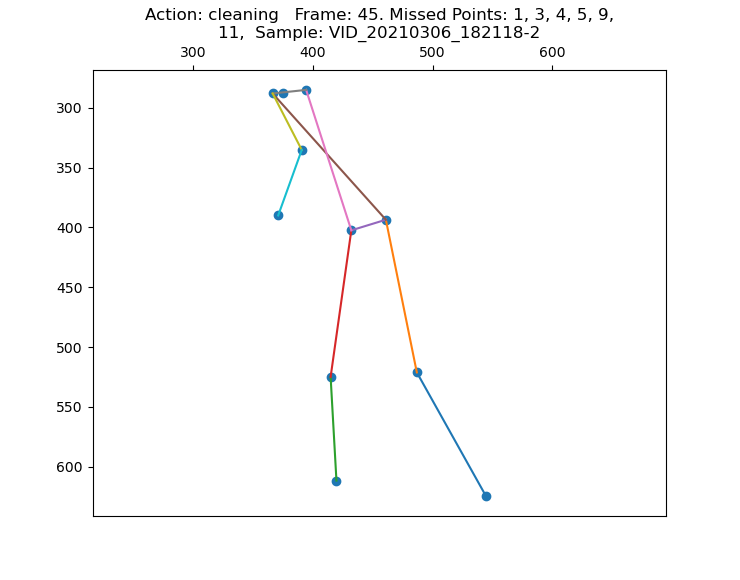 Action: cleaning   Frame: 45. Missed Points: 1, 3, 4, 5, 9,
11,  Sample: VID_20210306_182118-2
300 400 500 600
300
350
400
450
500
550
600